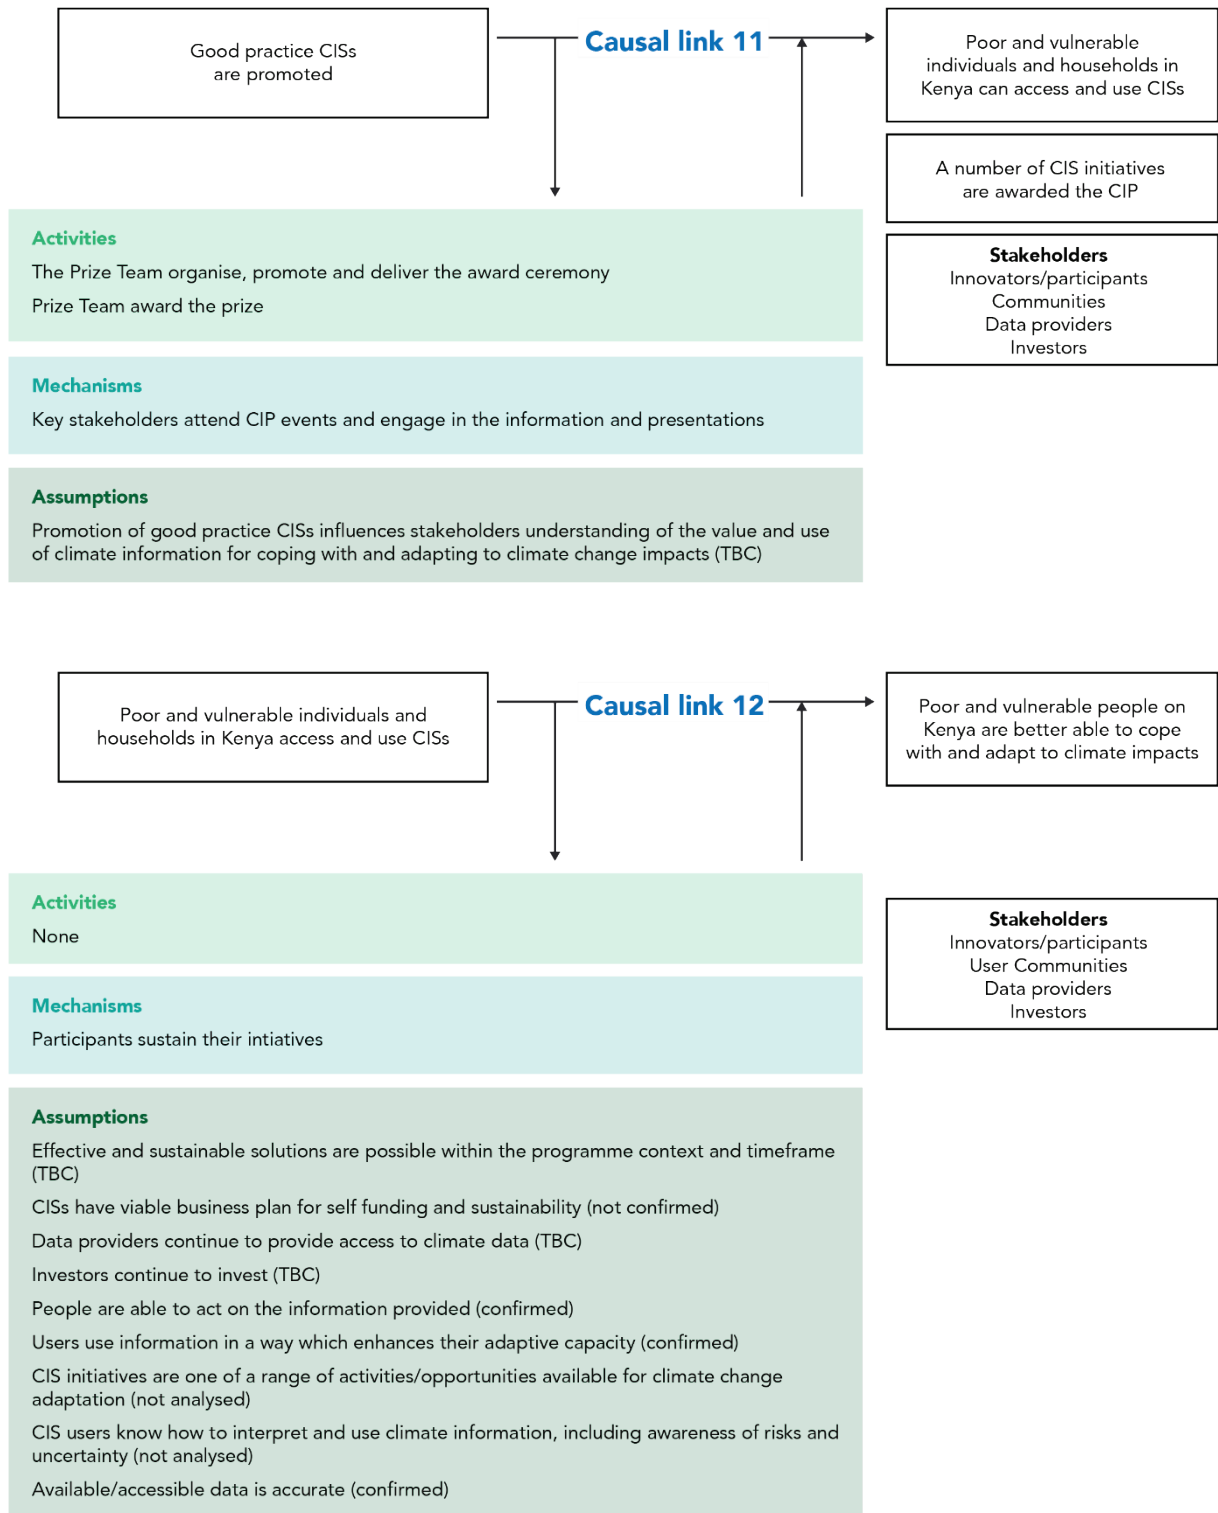 Good practice CISs
are promoted
Causal link 11
Poor and vulnerable
individuals and households in
Kenya can access and use CISs
A number of CIS initiatives
are awarded the CIP
Stakeholders
Innovators/participants
Communities
Data providers
Investors
Activities
The Prize Team organise, promote and deliver the award ceremony
Prize Team award the prize
Mechanisms
Key stakeholders attend CIP events and engage in the information and presentations
Assumptions
Promotion of good practice CISs influences stakeholders understanding of the value and use
of climate information for coping with and adapting to climate change impacts (TBC)
Poor and vulnerable individuals and
households in Kenya access and use CISs
Causal link 12
Poor and vulnerable people on
Kenya are better able to cope
with and adapt to climate impacts
Activities
None
Stakeholders
Innovators/participants
User Communities
Data providers
Investors
Mechanisms
Participants sustain their intiatives
Assumptions
Effective and sustainable solutions are possible within the programme context and timeframe
(TBC)
CISs have viable business plan for self funding and sustainability (not confirmed)
Data providers continue to provide access to climate data (TBC)
Investors continue to invest (TBC)
People are able to act on the information provided (confirmed)
Users use information in a way which enhances their adaptive capacity (confirmed)
CIS initiatives are one of a range of activities/opportunities available for climate change
adaptation (not analysed)
CIS users know how to interpret and use climate information, including awareness of risks and
uncertainty (not analysed)
Available/accessible data is accurate (confirmed)